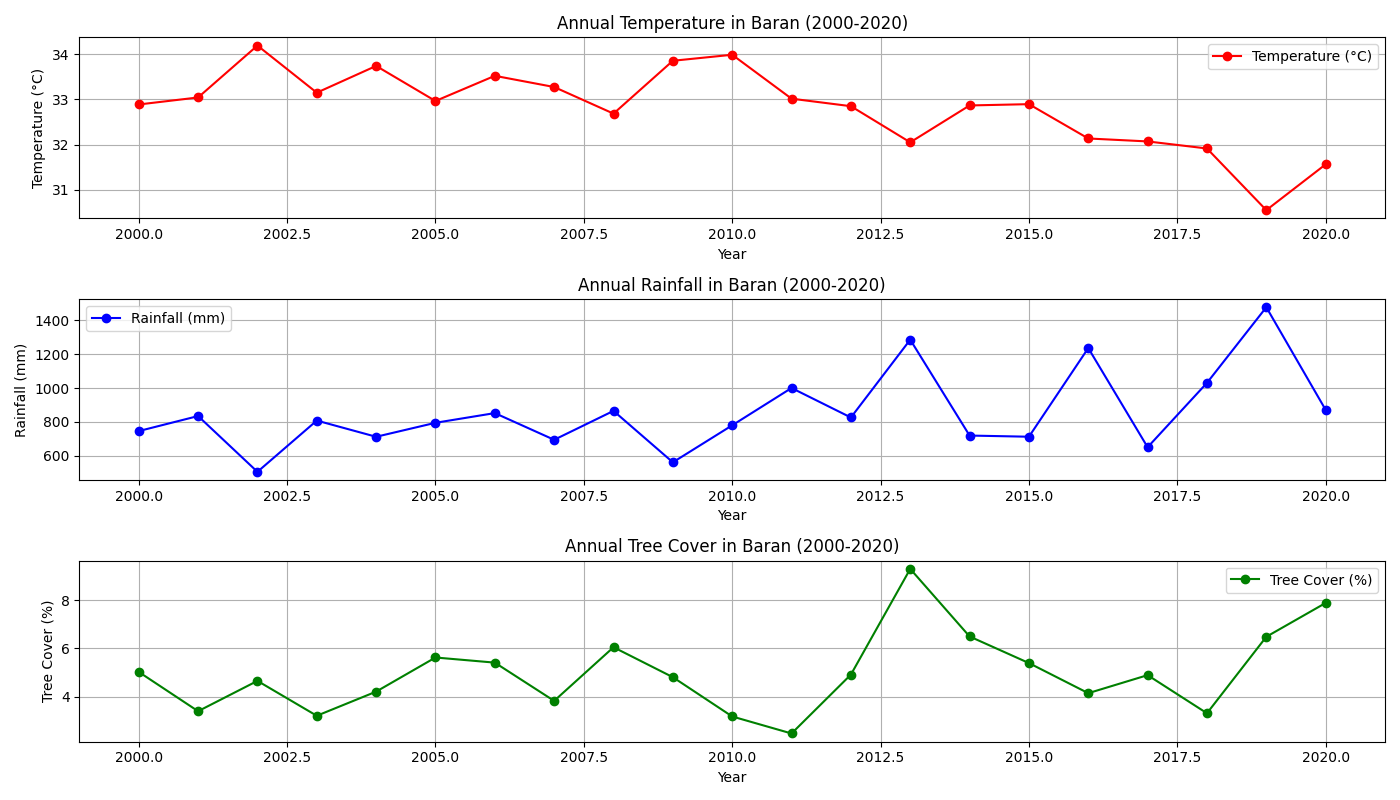 Annual Temperature in Baran (2000-2020)
Temperature (°C)
34
33
32
31
Temperature (°C)
2000.0 2002.5 2005.0 2007.5 2010.0 2012.5 2015.0 2017.5 2020.0
Year
Annual Rainfall in Baran (2000-2020)
Rainfall (mm)
1400
1200
1000
800
600
Rainfall (mm)
2000.0 2002.5 2005.0 2007.5 2010.0 2012.5 2015.0 2017.5 2020.0
Year
Annual Tree Cover in Baran (2000-2020)
Tree Cover (%)
8
6
4
Tree Cover (%)
2000.0 2002.5 2005.0 2007.5 2010.0 2012.5 2015.0 2017.5 2020.0
Year